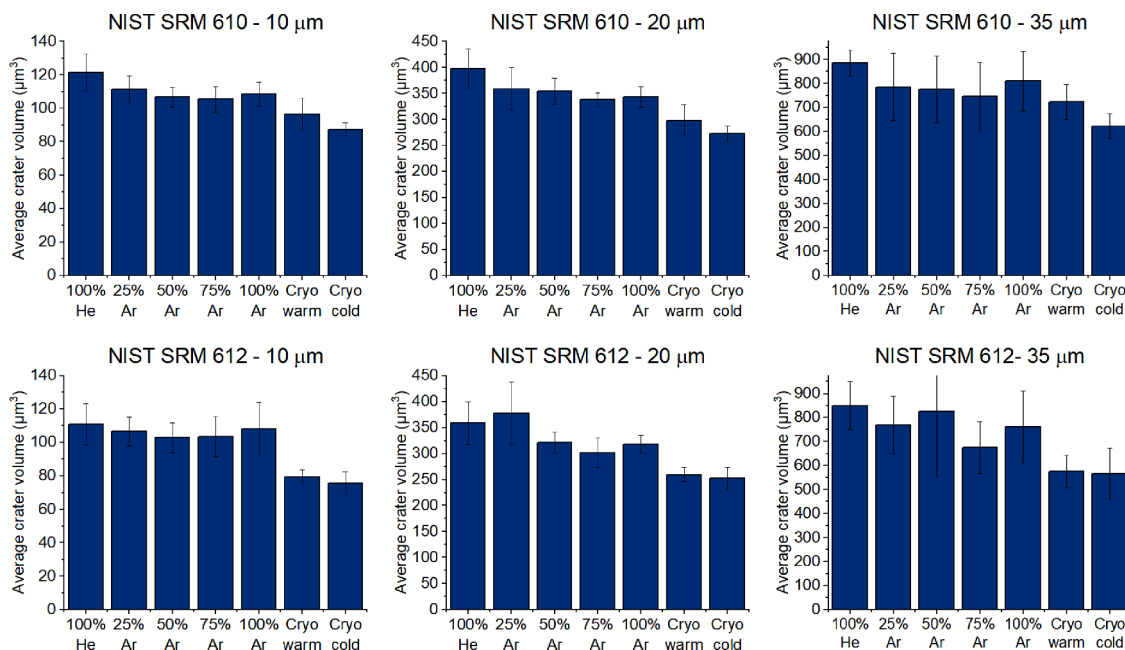 NIST SRM 610 - 10 μm
Average crater volume (μm³)
140
120
100
80
60
40
20
0
100% 25% 50% 75% 100% Cryo Cryo
He Ar Ar Ar Ar warm cold
NIST SRM 610 - 20 μm
Average crater volume (μm³)
450
400
350
300
250
200
150
100
50
0
100% 25% 50% 75% 100% Cryo Cryo
He Ar Ar Ar Ar warm cold
NIST SRM 610 - 35 μm
Average crater volume (μm³)
900
800
700
600
500
400
300
200
100
0
100% 25% 50% 75% 100% Cryo Cryo
He Ar Ar Ar Ar warm cold
NIST SRM 612 - 10 μm
Average crater volume (μm³)
140
120
100
80
60
40
20
0
100% 25% 50% 75% 100% Cryo Cryo
He Ar Ar Ar Ar warm cold
NIST SRM 612 - 20 μm
Average crater volume (μm³)
450
400
350
300
250
200
150
100
50
0
100% 25% 50% 75% 100% Cryo Cryo
He Ar Ar Ar Ar warm cold
NIST SRM 612- 35 μm
Average crater volume (μm³)
900
800
700
600
500
400
300
200
100
0
100% 25% 50% 75% 100% Cryo Cryo
He Ar Ar Ar Ar warm cold